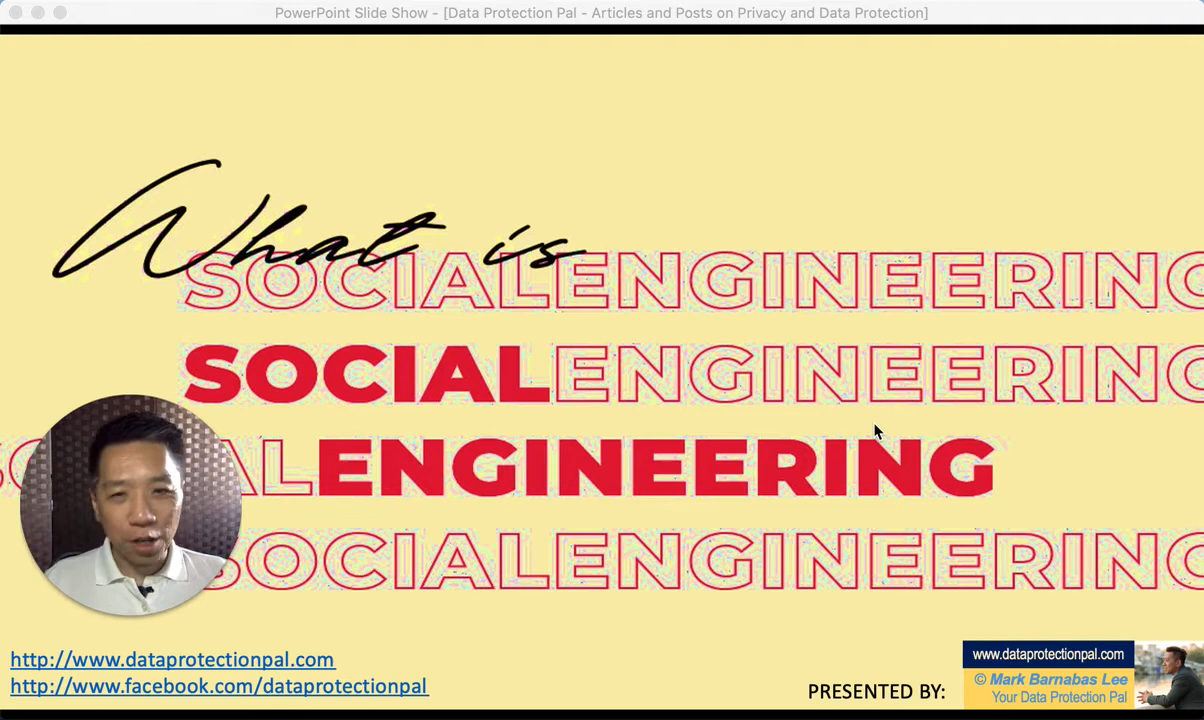 PowerPoint Slide Show - [Data Protection Pal - Articles and Posts on Privacy and Data Protection]
What is
SOCIALENGINEERING
SOCIALENGINEERING
SOCIALENGINEERING
SOCIALENGINEERING
http://www.dataprotectionpal.com
http://www.facebook.com/dataprotectionpal
PRESENTED BY:
www.dataprotectionpal.com
© Mark Barnabas Lee
Your Data Protection Pal